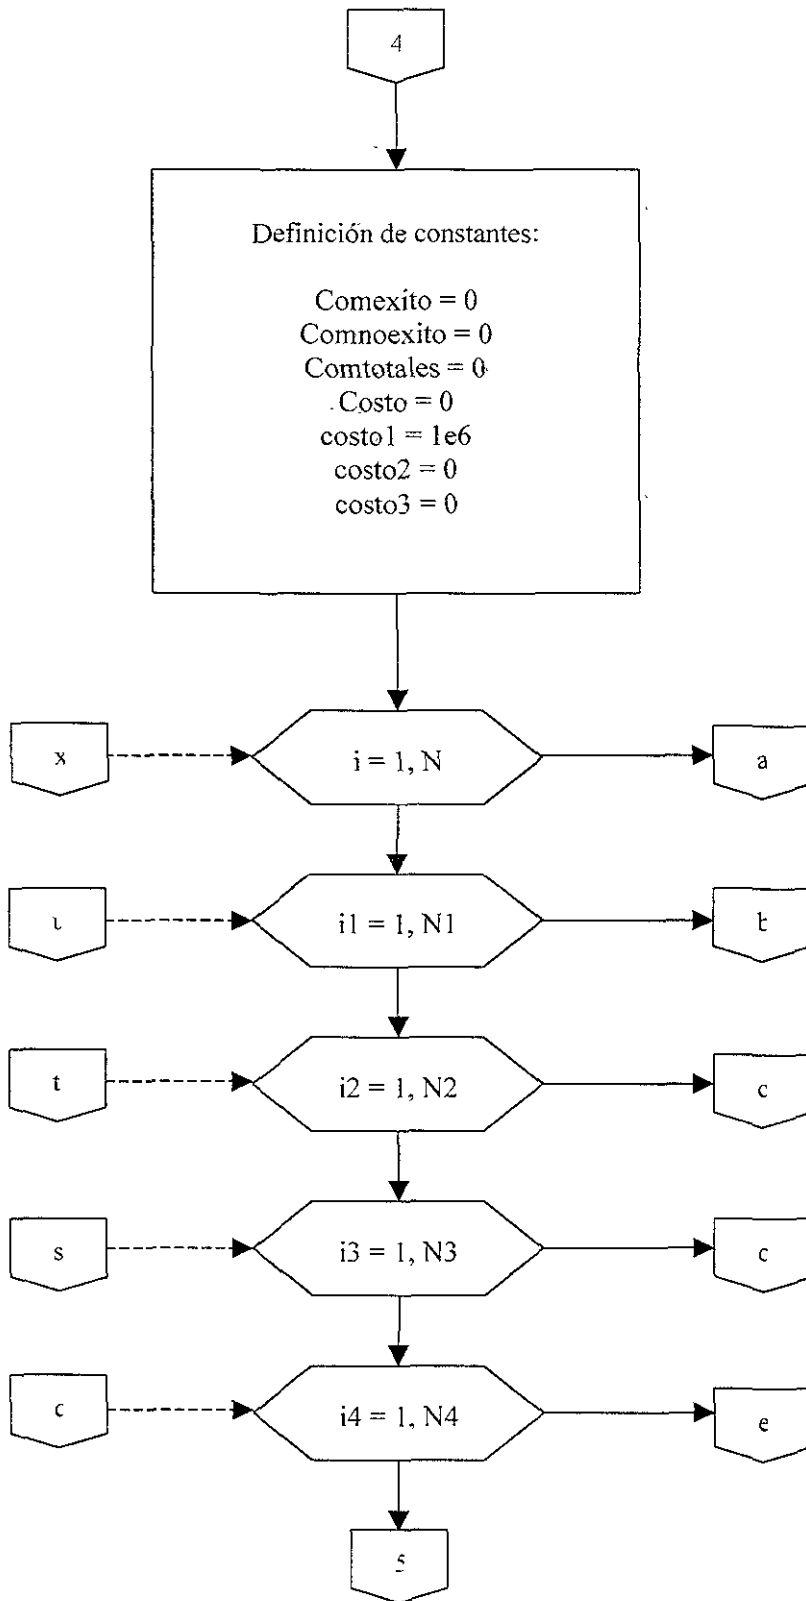 4
Definición de constantes:
Comexíto = 0
Comnoexito = 0
Comtotales = 0
Costo = 0
costo1 = 1e6
costo2 = 0
costo3 = 0
x
i = 1, N
a
i1 = 1, N1
b
t
i2 = 1, N2
c
s
i3 = 1, N3
i4 = 1, N4
e
5